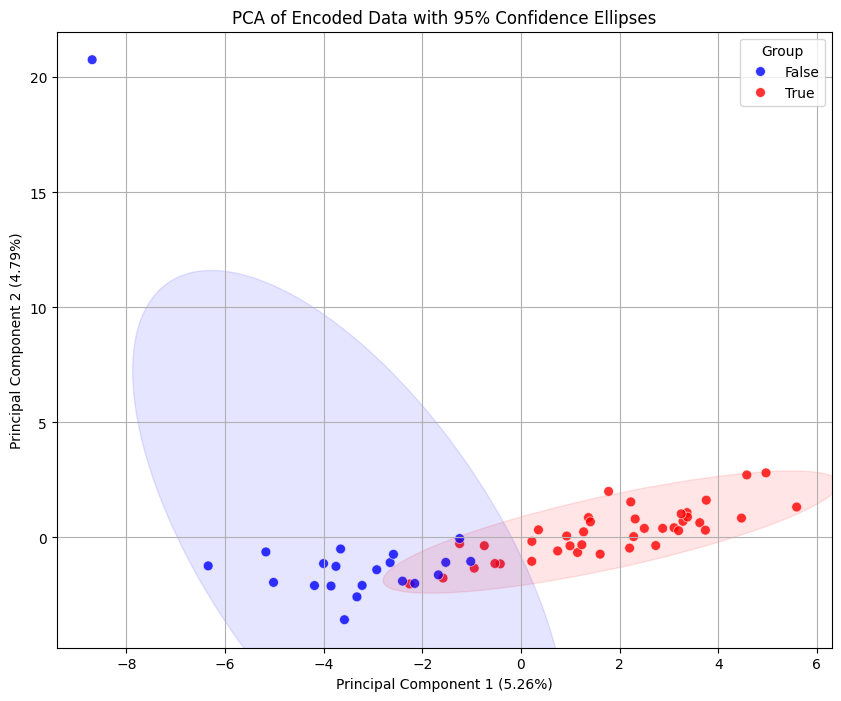 PCA of Encoded Data with 95% Confidence Ellipses
Group
False
True
20
15
10
5
0
Principal Component 2 (4.79%)
−8
−6
−4
−2
0
2
4
6
Principal Component 1 (5.26%)